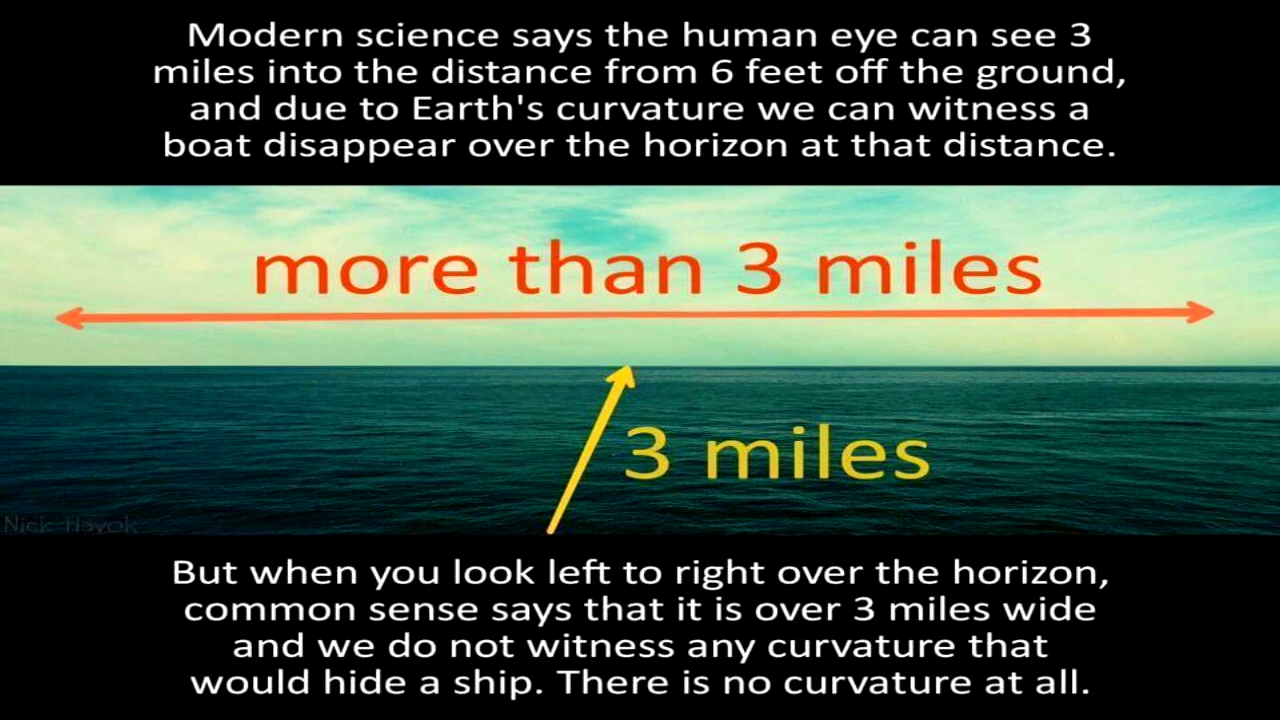 Modern science says the human eye can see 3
miles into the distance from 6 feet off the ground,
and due to Earth's curvature we can witness a
boat disappear over the horizon at that distance.
more than 3 miles
3 miles
Nick
But when you look left to right over the horizon,
common sense says that it is over 3 miles wide
and we do not witness any curvature that
would hide a ship. There is no curvature at all.